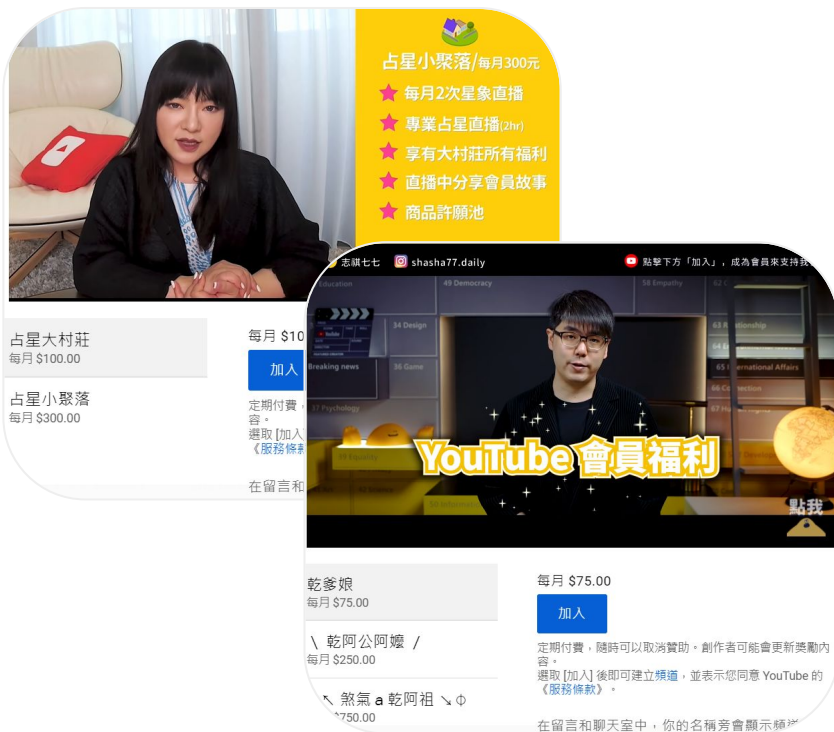 占星小聚落/每月300元
每月2次星象直播
專業占星直播(2hr)
享有大村莊所有福利
直播中分享會員故事
商品許願池
占星大村莊
每月 $100.00
占星小聚落
每月 $300.00
每月 $10
加入
定期付費，
容。
選取 [加入]
《服務條款
在留言和
志祺七七
shasha77.daily
點擊下方「加入」，成為會員來支持我
Education
49 Democracy
58 Empathy
34 Design
Breaking news
36 Game
37 Psychology
66 Connection
YouTube 會員福利
點我
乾爹娘
每月 $75.00
\ 乾阿公阿嬤 /
每月 $250.00
↖ 煞氣 a 乾阿祖 ↘
$750.00
每月 $75.00
加入
定期付費，隨時可以取消贊助。創作者可能會更新獎勵內
容。
選取 [加入] 後即可建立頻道，並表示您同意 YouTube 的
《服務條款》。
在留言和聊天室中，你的名稱旁會顯示頻道